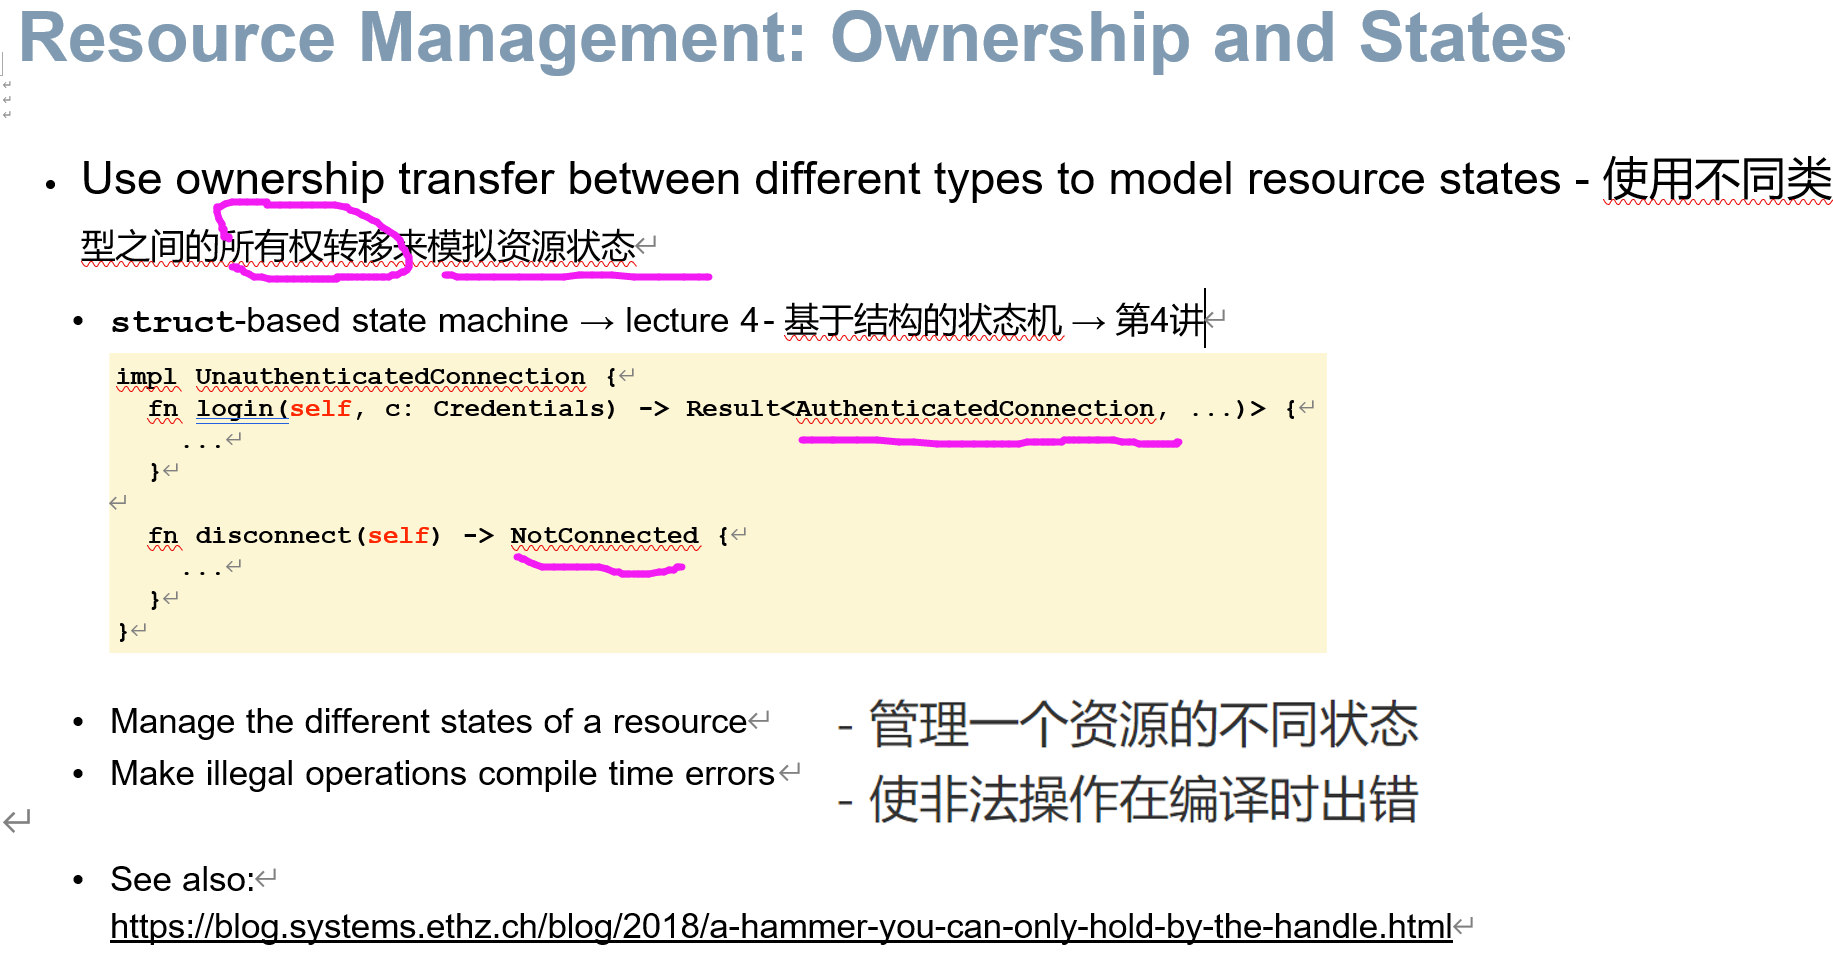 Resource Management: Ownership and States
• Use ownership transfer between different types to model resource states - 使用不同类
型之间的所有权转移来模拟资源状态
• struct-based state machine → lecture 4- 基于结构的状态机 → 第4讲
impl UnauthenticatedConnection {
fn login(self, c: Credentials) -> Result<AuthenticatedConnection, ...)> {
...
}
fn disconnect(self) -> NotConnected {
...
}
}
• Manage the different states of a resource
- 管理一个资源的不同状态
• Make illegal operations compile time errors
- 使非法操作在编译时出错
• See also:
https://blog.systems.ethz.ch/blog/2018/a-hammer-you-can-only-hold-by-the-handle.html